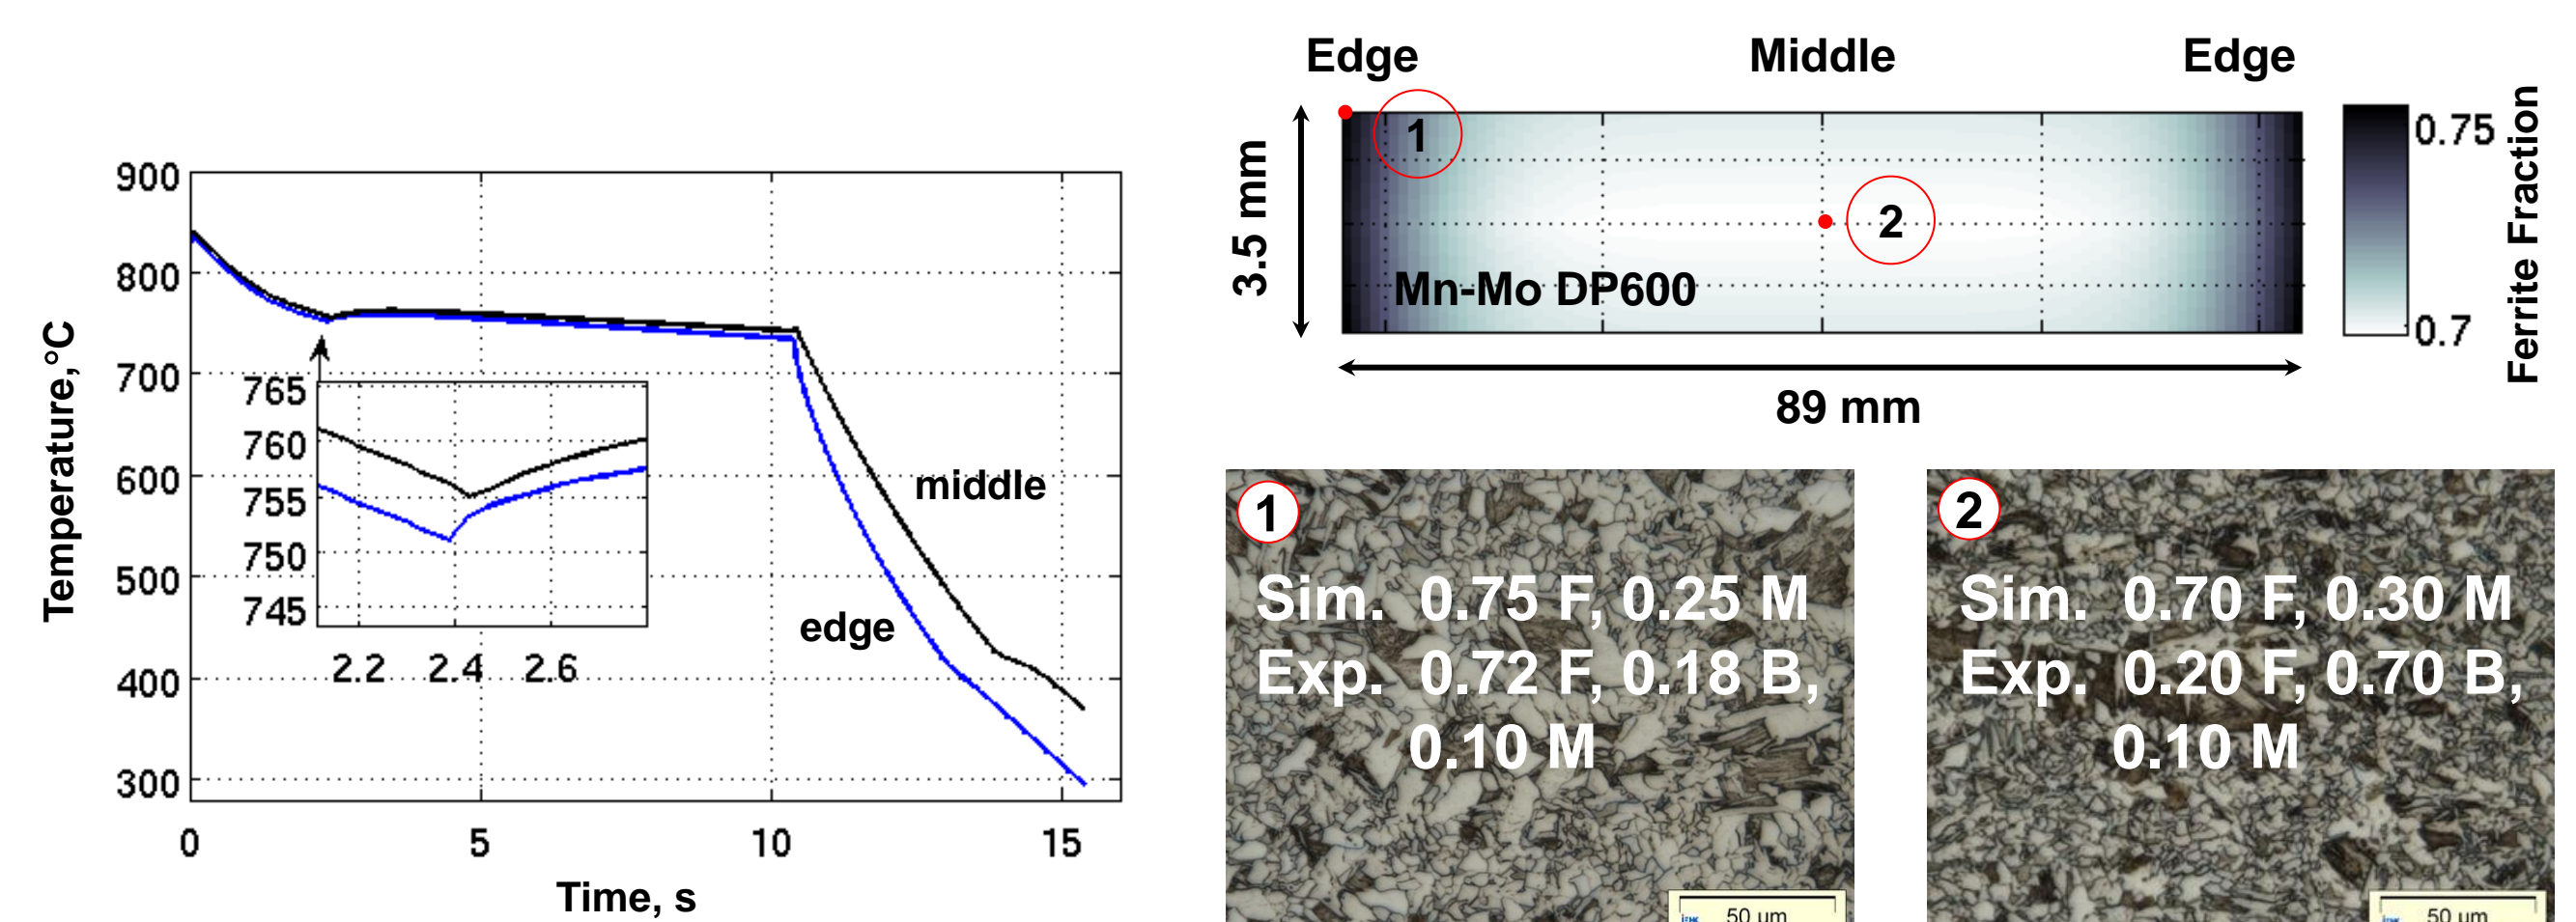 900
800
700
600
500
400
300
0
5
10
15
Temperature,°C
Time, s
middle
edge
765
760
755
750
745
2.2
2.4
2.6
Edge
Middle
Edge
1
2
Mn-Mo DP600
3.5 mm
89 mm
0.75
0.7
Ferrite Fraction
1
Sim. 0.75 F, 0.25 M
Exp. 0.72 F, 0.18 B,
0.10 M
50 µm
2
Sim. 0.70 F, 0.30 M
Exp. 0.20 F, 0.70 B,
0.10 M
50 µm